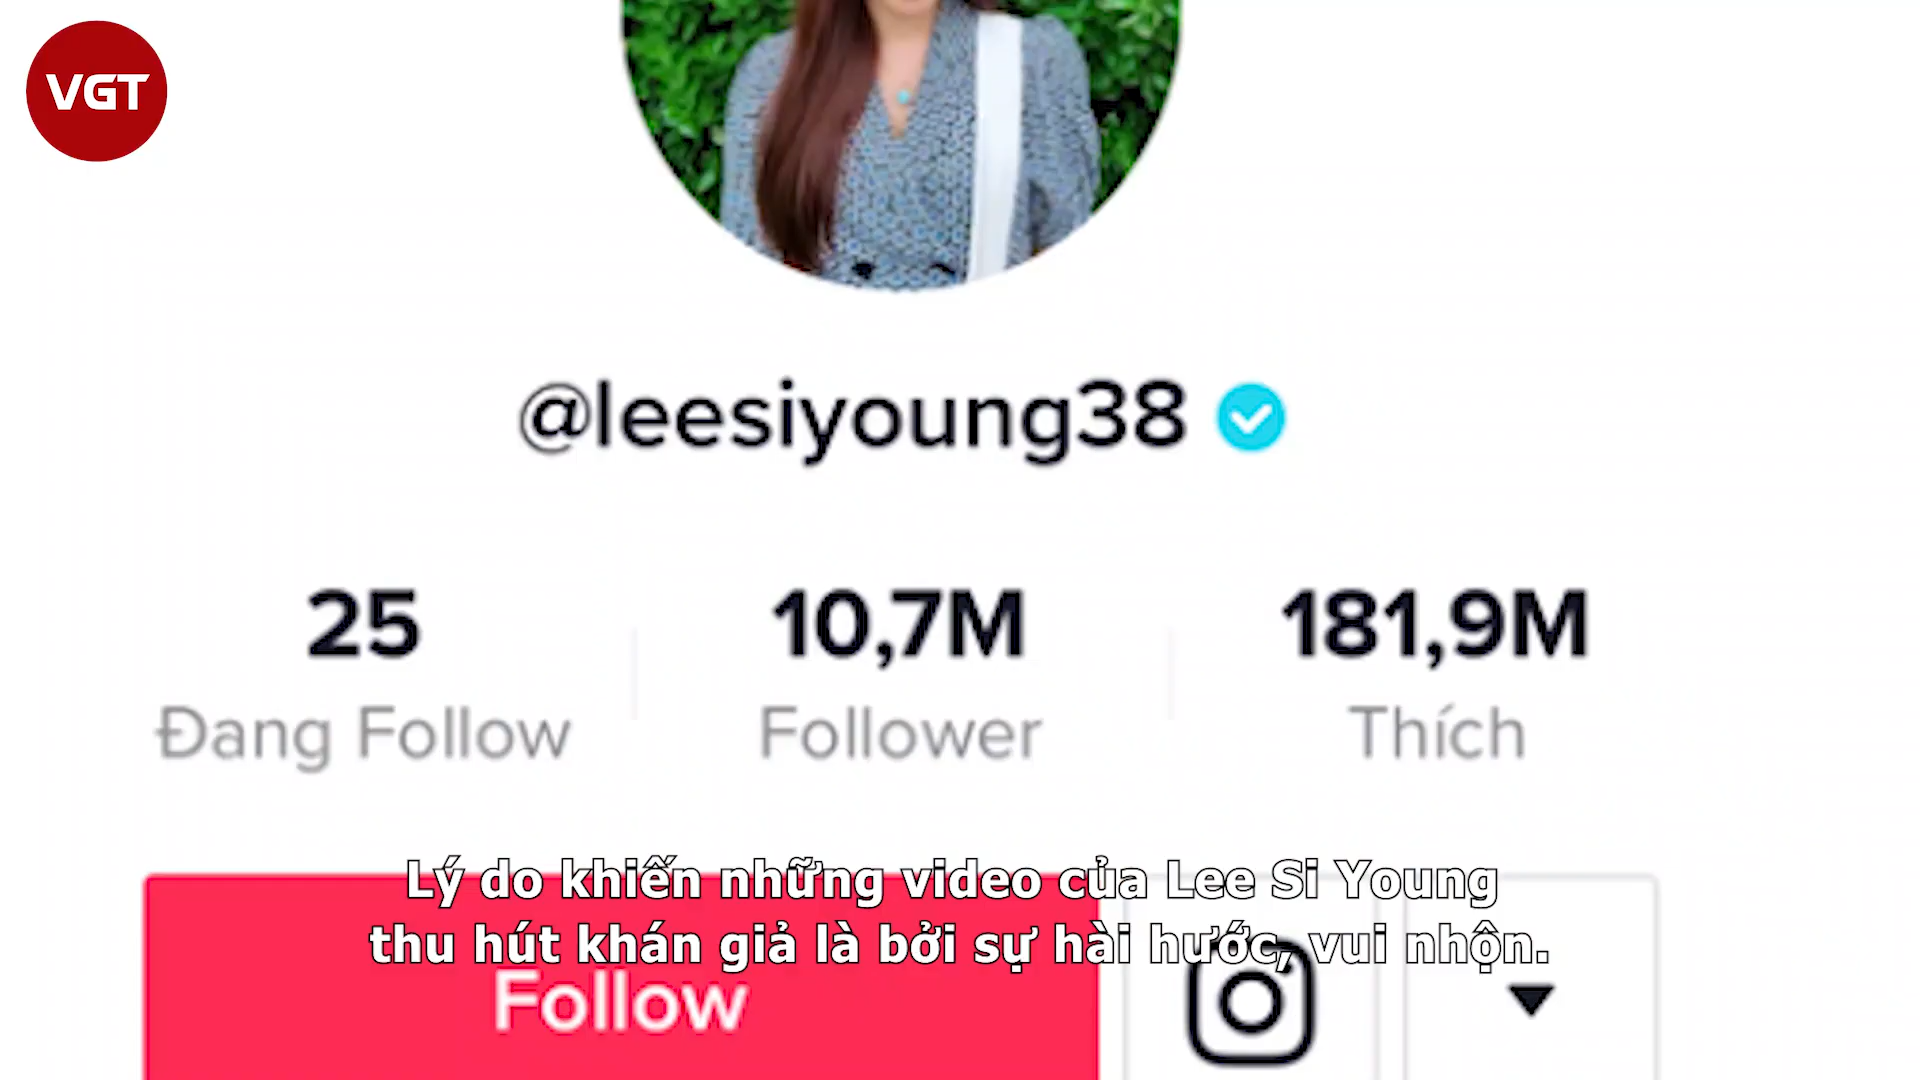 VGT
@leesiyoung38
25 10,7M 181,9M
Đang Follow Follower Thích
Lý do khiến những video của Lee Si Young
thu hút khán giả là bởi sự hài hước, vui nhộn.
Follow